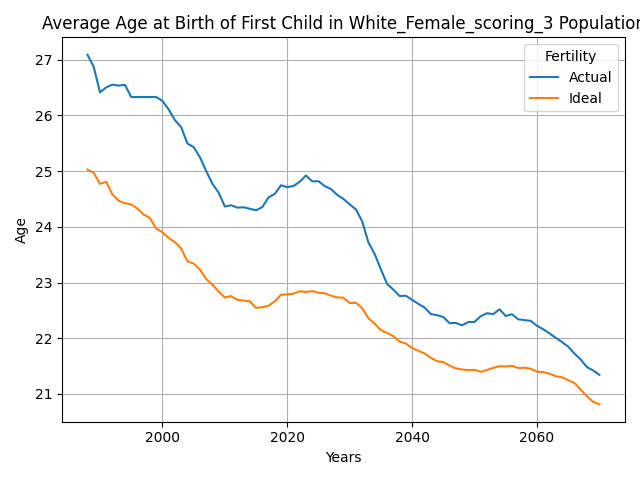 Average Age at Birth of First Child in White_Female_scoring_3 Population
Fertility
Actual
Ideal
27
26
25
24
23
22
21
Age
2000
2020
2040
2060
Years